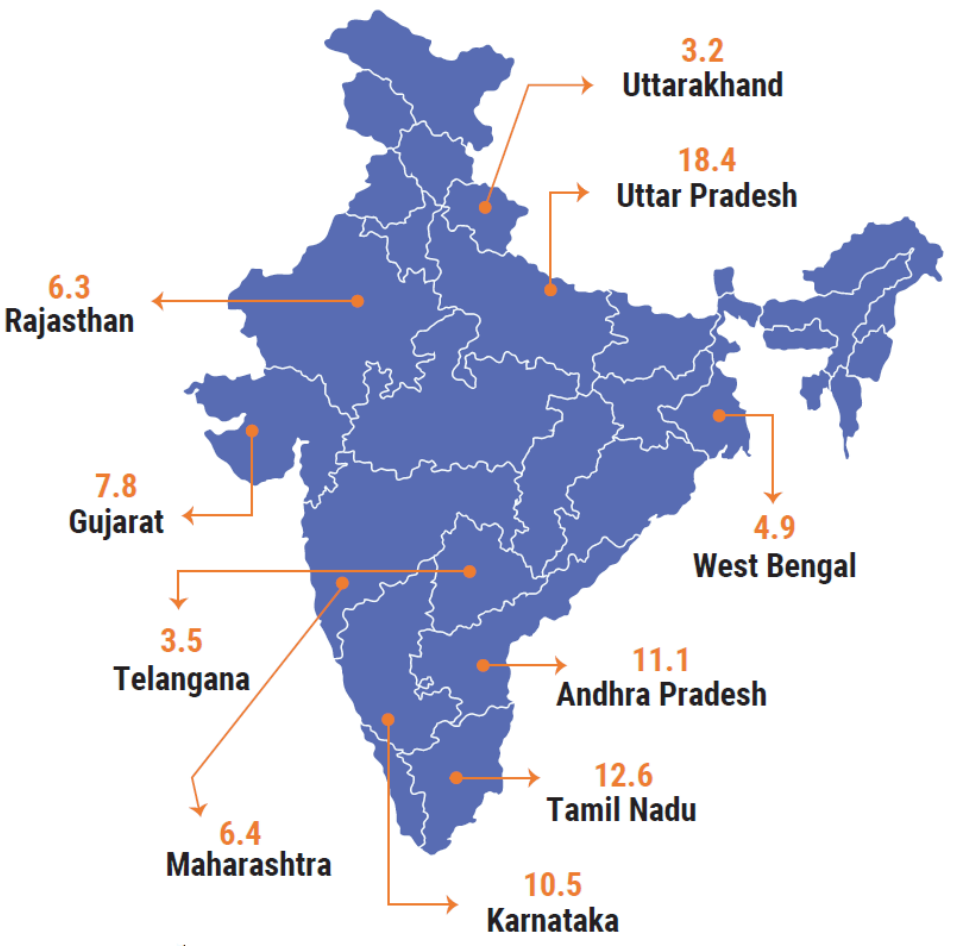 3.2
Uttarakhand
18.4
Uttar Pradesh
6.3
Rajasthan
7.8
Gujarat
4.9
West Bengal
3.5
Telangana
11.1
Andhra Pradesh
12.6
Tamil Nadu
6.4
Maharashtra
10.5
Karnataka